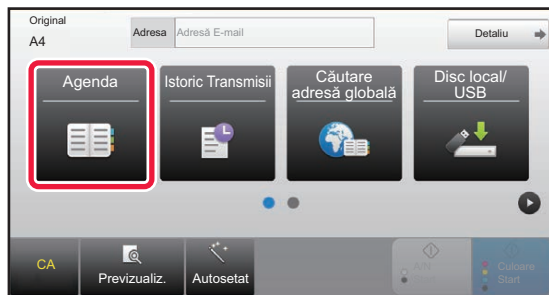 Original
A4
Adresa
Adresă E-mail
Detaliu
Agenda
Istoric Transmisii
Căutare
adresă globală
Disc local/
USB
CA
Previzualiz.
Autosetat
A/N
Start
Culoare
Start